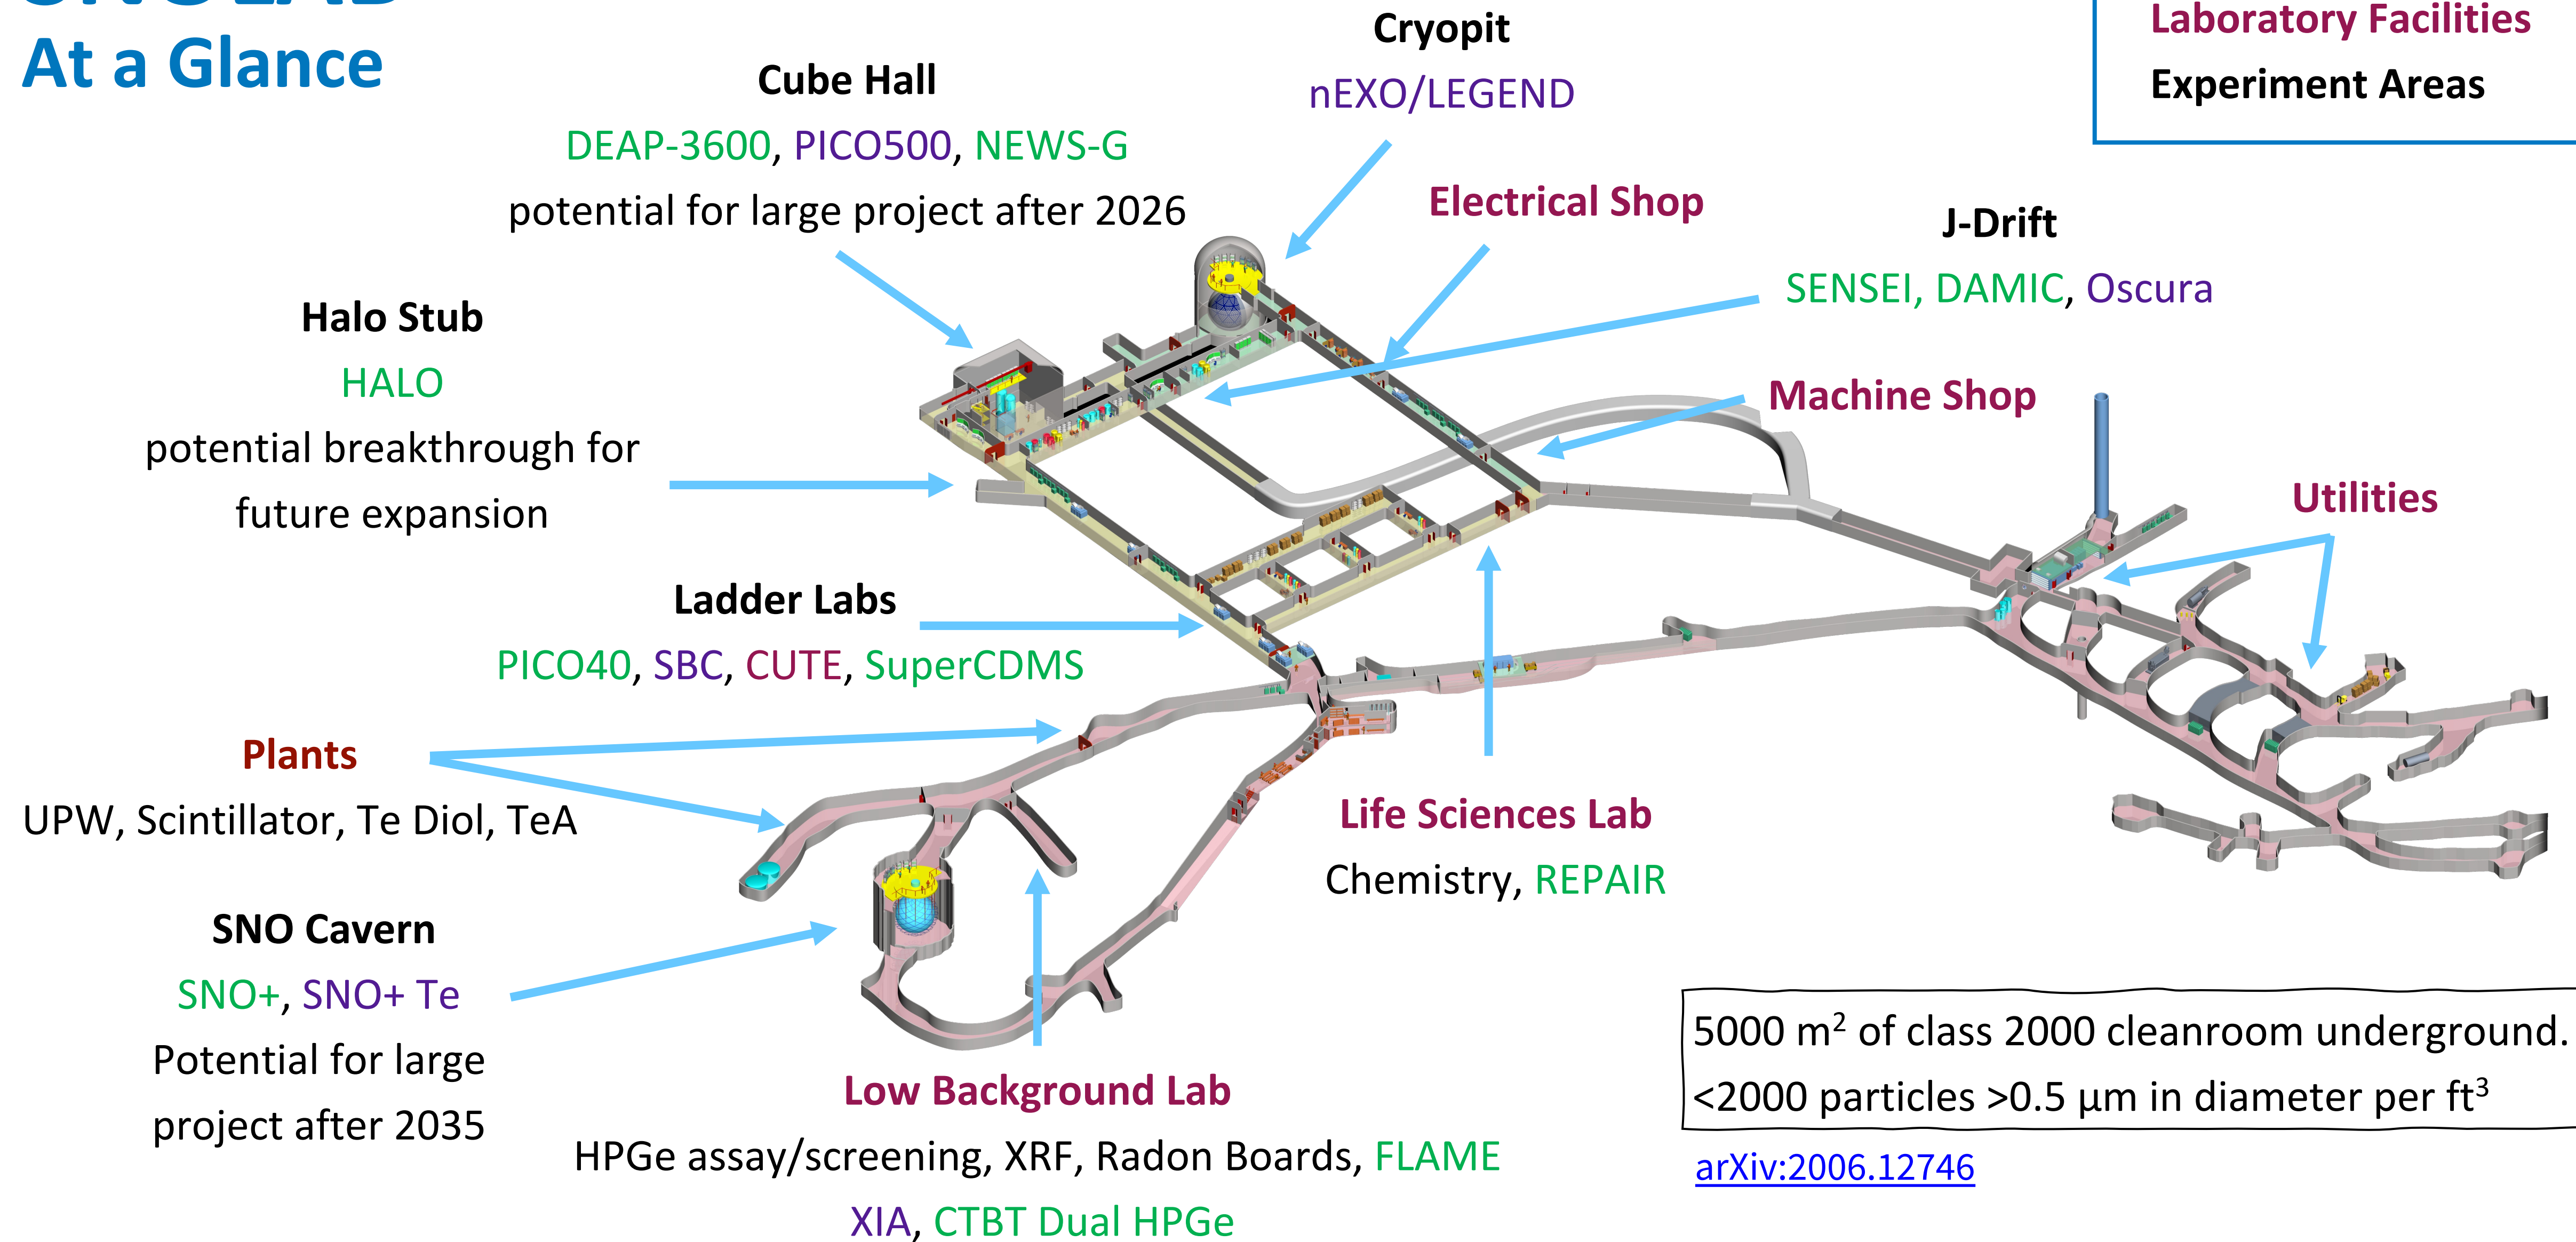 At a Glance
Laboratory Facilities
Experiment Areas
Cryopit
nEXO/LEGEND
Cube Hall
DEAP-3600, PICO500, NEWS-G
potential for large project after 2026
Electrical Shop
J-Drift
SENSEI, DAMIC, Oscura
Halo Stub
HALO
potential breakthrough for
future expansion
Machine Shop
Utilities
Ladder Labs
PICO40, SBC, CUTE, SuperCDMS
Plants
UPW, Scintillator, Te Diol, TeA
Life Sciences Lab
Chemistry, REPAIR
SNO Cavern
SNO+, SNO+ Te
Potential for large
project after 2035
Low Background Lab
HPGe assay/screening, XRF, Radon Boards, FLAME
XIA, CTBT Dual HPGe
5000 m² of class 2000 cleanroom underground.
<2000 particles >0.5 µm in diameter per ft³
arXiv:2006.12746